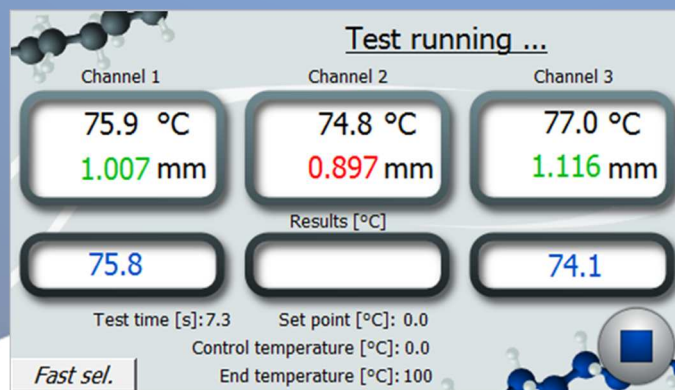 Test running ...
Channel 1 Channel 2 Channel 3
75.9 °C 74.8 °C 77.0 °C
1.007 mm 0.897 mm 1.116 mm
Results [°C]
75.8 74.1
Test time [s]: 7.3 Set point [°C]: 0.0
Control temperature [°C]: 0.0
Fast sel. End temperature [°C]: 100